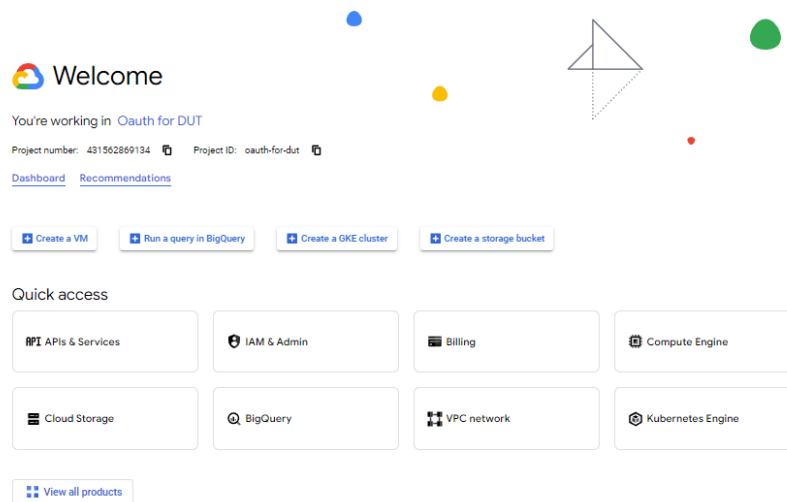 Welcome
You're working in Oauth for DUT
Project number: 431562869134 Project ID: oauth-for-dut
Dashboard Recommendations
Create a VM Run a query in BigQuery Create a GKE cluster Create a storage bucket
Quick access
API APIs & Services IAM & Admin Billing Compute Engine
Cloud Storage BigQuery VPC network Kubernetes Engine
View all products